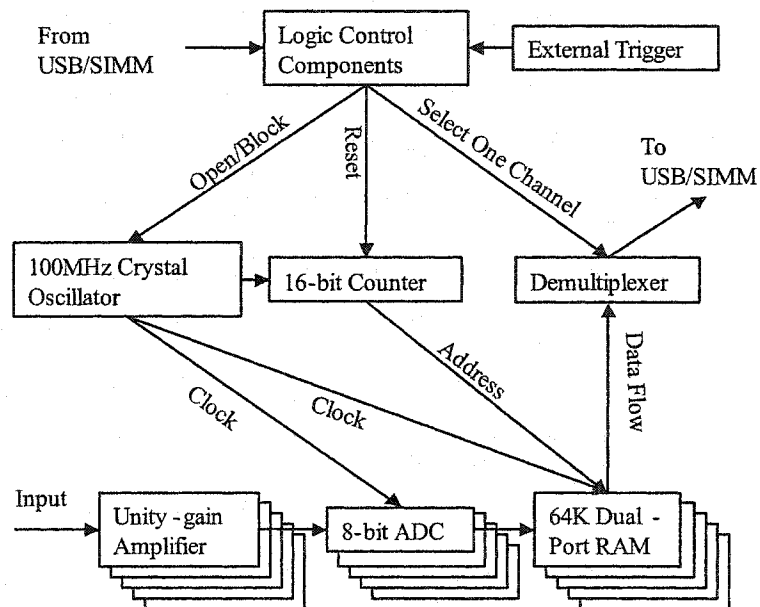 From
USB/SIMM
Logic Control
Components
External Trigger
Open/Block
Reset
Select One Channel
To
USB/SIMM
100MHz Crystal
Oscillator
16-bit Counter
Demultiplexer
Clock
Clock
Address
Data Flow
Input
Unity - gain
Amplifier
8-bit ADC
64K Dual -
Port RAM